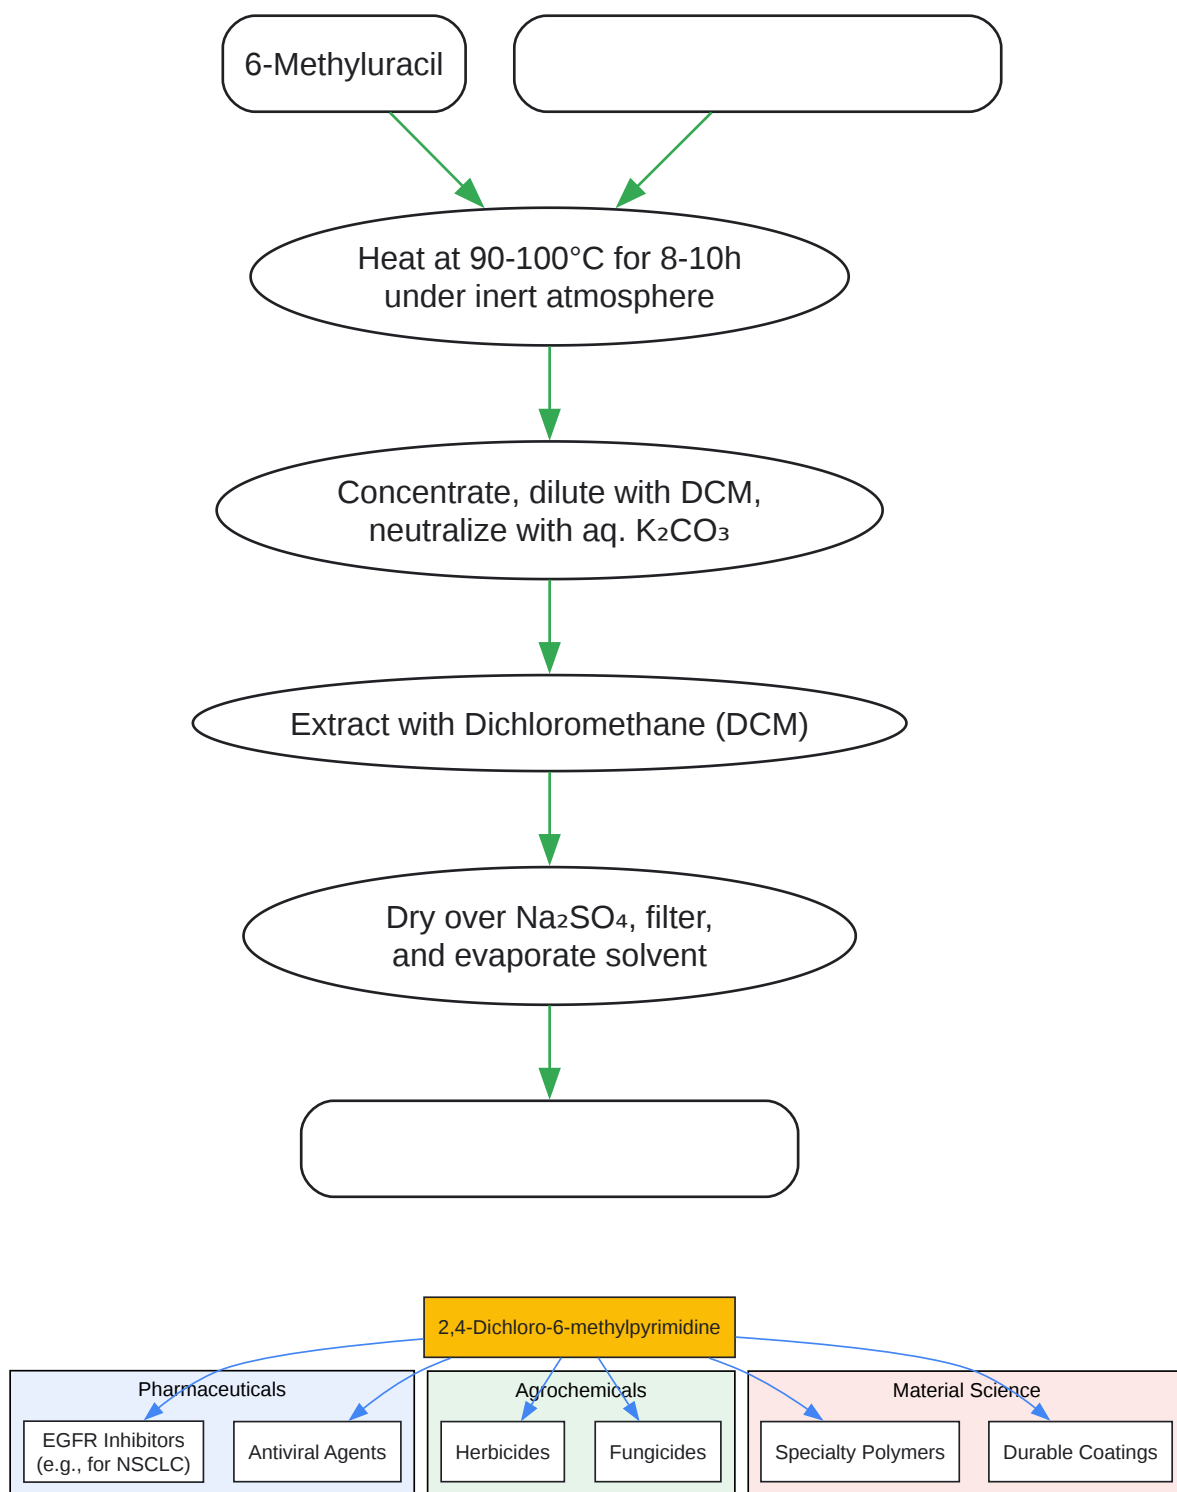 6-Methyluracil
Heat at 90-100°C for 8-10h
under inert atmosphere
Concentrate, dilute with DCM,
neutralize with aq. K₂CO₃
Extract with Dichloromethane (DCM)
Dry over Na₂SO₄, filter,
and evaporate solvent
2,4-Dichloro-6-methylpyrimidine
Pharmaceuticals
Agrochemicals
Material Science
EGFR Inhibitors
(e.g., for NSCLC)
Antiviral Agents
Herbicides
Fungicides
Specialty Polymers
Durable Coatings